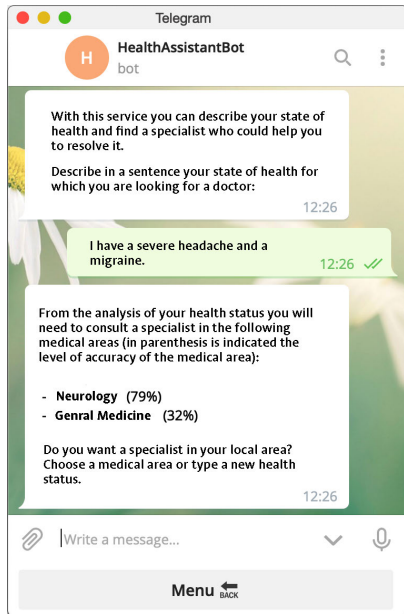 Telegram
H
HealthAssistantBot
bot
With this service you can describe your state of
health and find a specialist who could help you
to resolve it.
Describe in a sentence your state of health for
which you are looking for a doctor:
12:26
I have a severe headache and a
migraine.
12:26
From the analysis of your health status you will
need to consult a specialist in the following
medical areas (in parenthesis is indicated the
level of accuracy of the medical area):
- Neurology (79%)
- Genral Medicine (32%)
Do you want a specialist in your local area?
Choose a medical area or type a new health
status.
12:26
Write a message...
Menu BACK